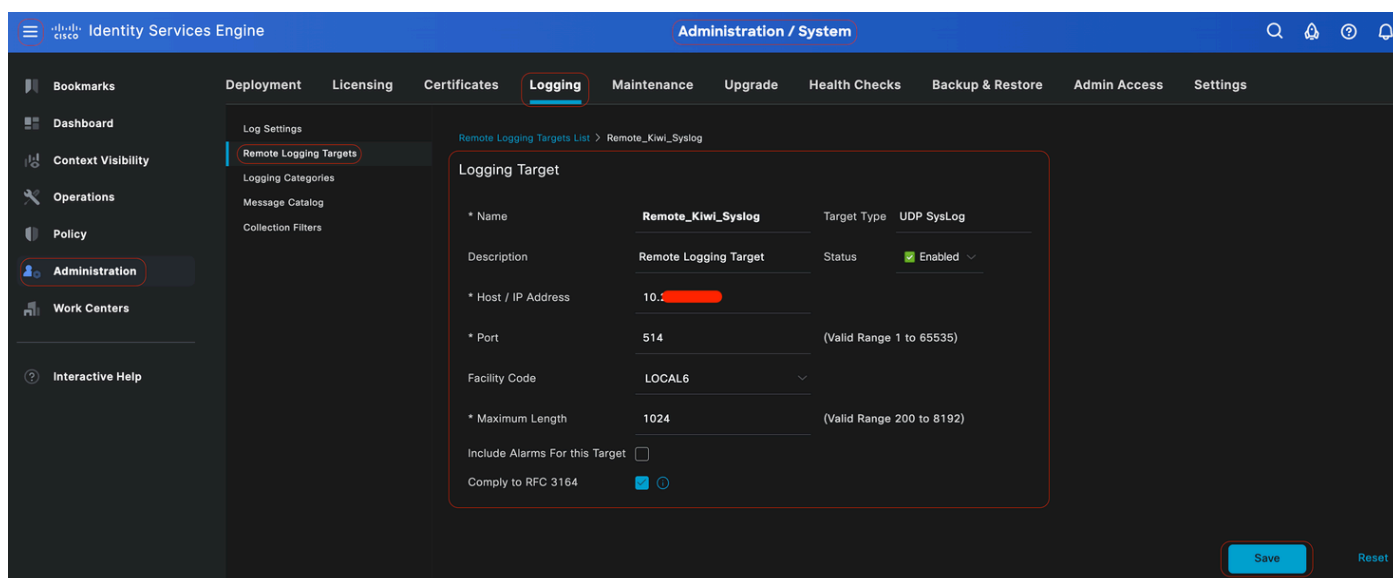 cisco Identity Services Engine
Administration / System
Bookmarks
Dashboard
Context Visibility
Operations
Policy
Administration
Work Centers
Interactive Help
Deployment Licensing Certificates Logging Maintenance Upgrade Health Checks Backup & Restore Admin Access Settings
Log Settings
Remote Logging Targets
Logging Categories
Message Catalog
Collection Filters
Remote Logging Targets List > Remote_Kiwi_Syslog
Logging Target
* Name Remote_Kiwi_Syslog Target Type UDP SysLog
Description Remote Logging Target Status Enabled
* Host / IP Address 10.
* Port 514 (Valid Range 1 to 65535)
Facility Code LOCAL6
* Maximum Length 1024 (Valid Range 200 to 8192)
Include Alarms For this Target
Comply to RFC 3164
Save Reset